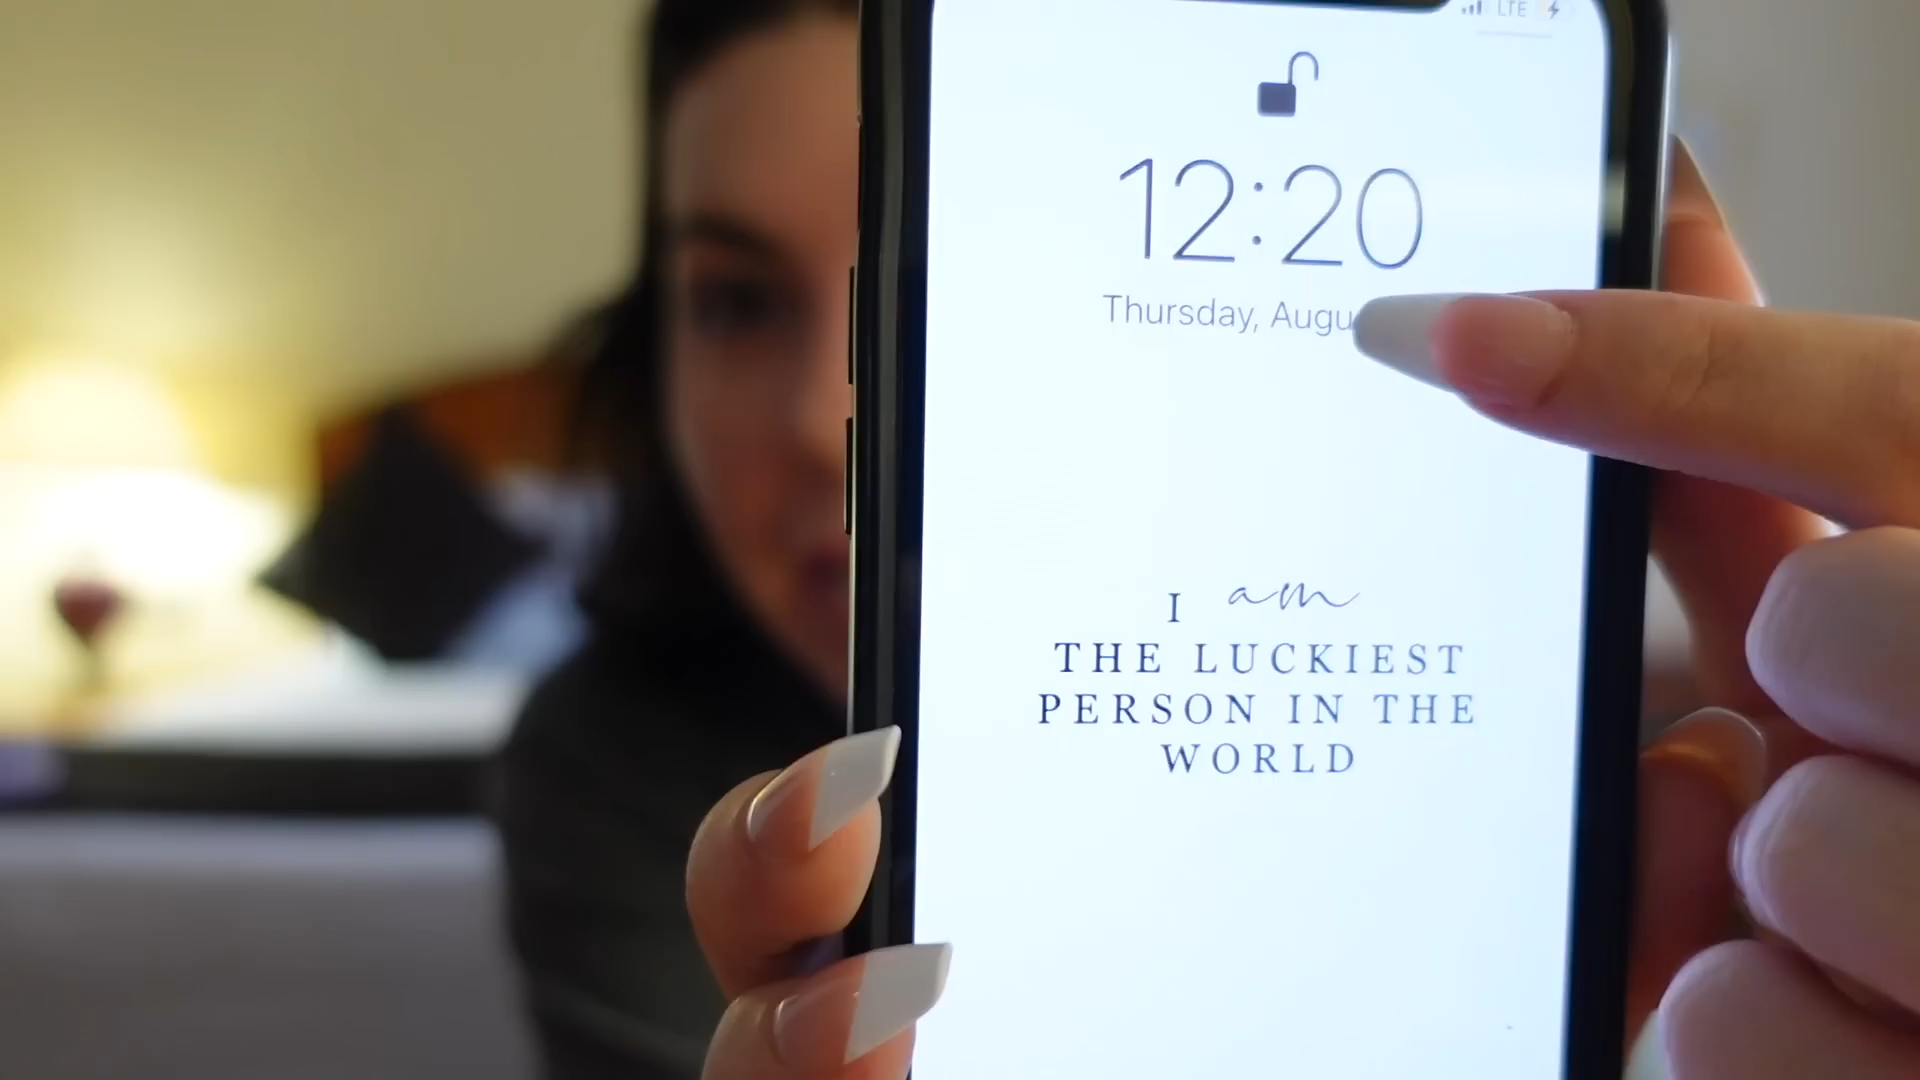 LTE
12:20
Thursday, Augu
I am
THE LUCKIEST
PERSON IN THE
WORLD